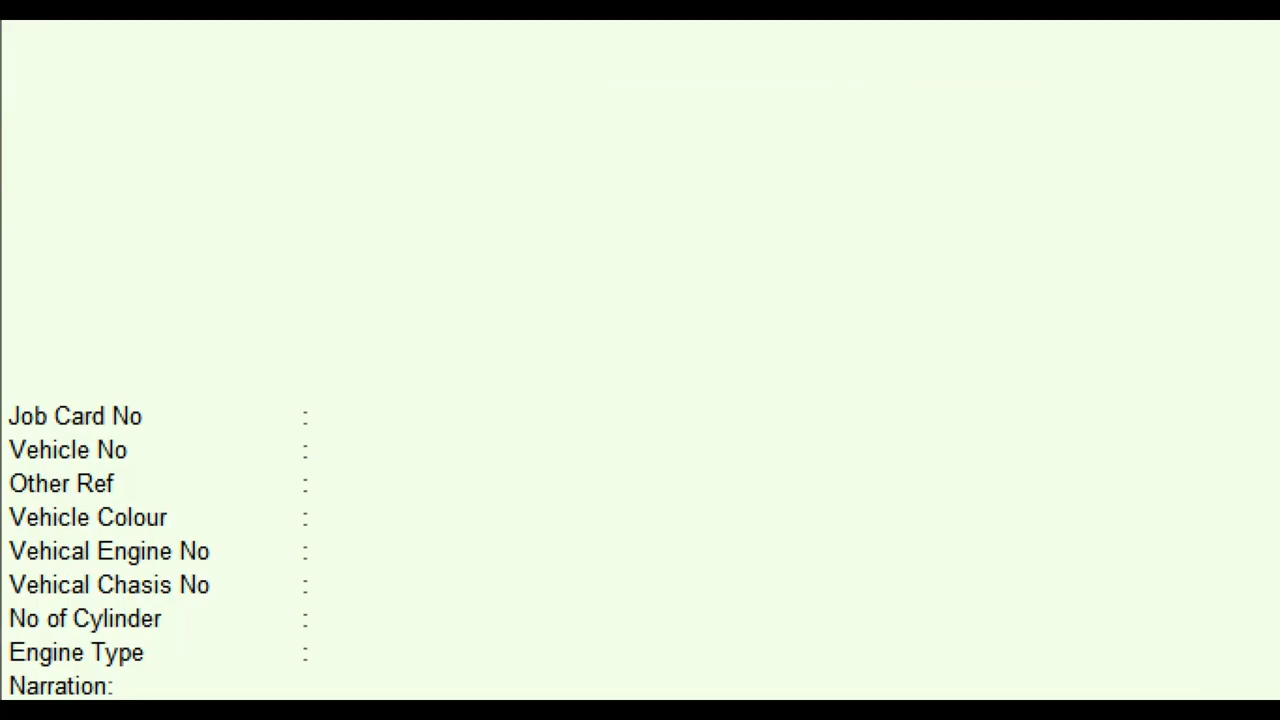 Job Card No :
Vehicle No :
Other Ref :
Vehicle Colour :
Vehical Engine No :
Vehical Chasis No :
No of Cylinder :
Engine Type :
Narration: